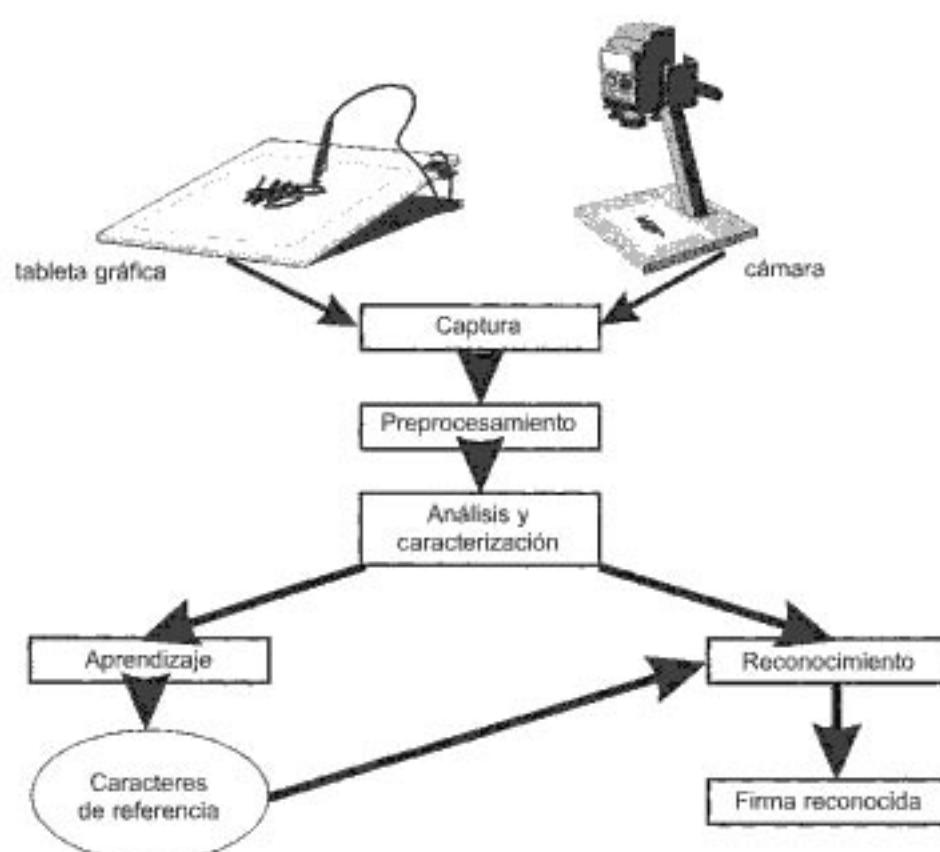 tableta gráfica
cámara
Captura
Preprocesamiento
Análisis y
caracterización
Aprendizaje
Reconocimiento
Caracteres
de referencia
Firma reconocida